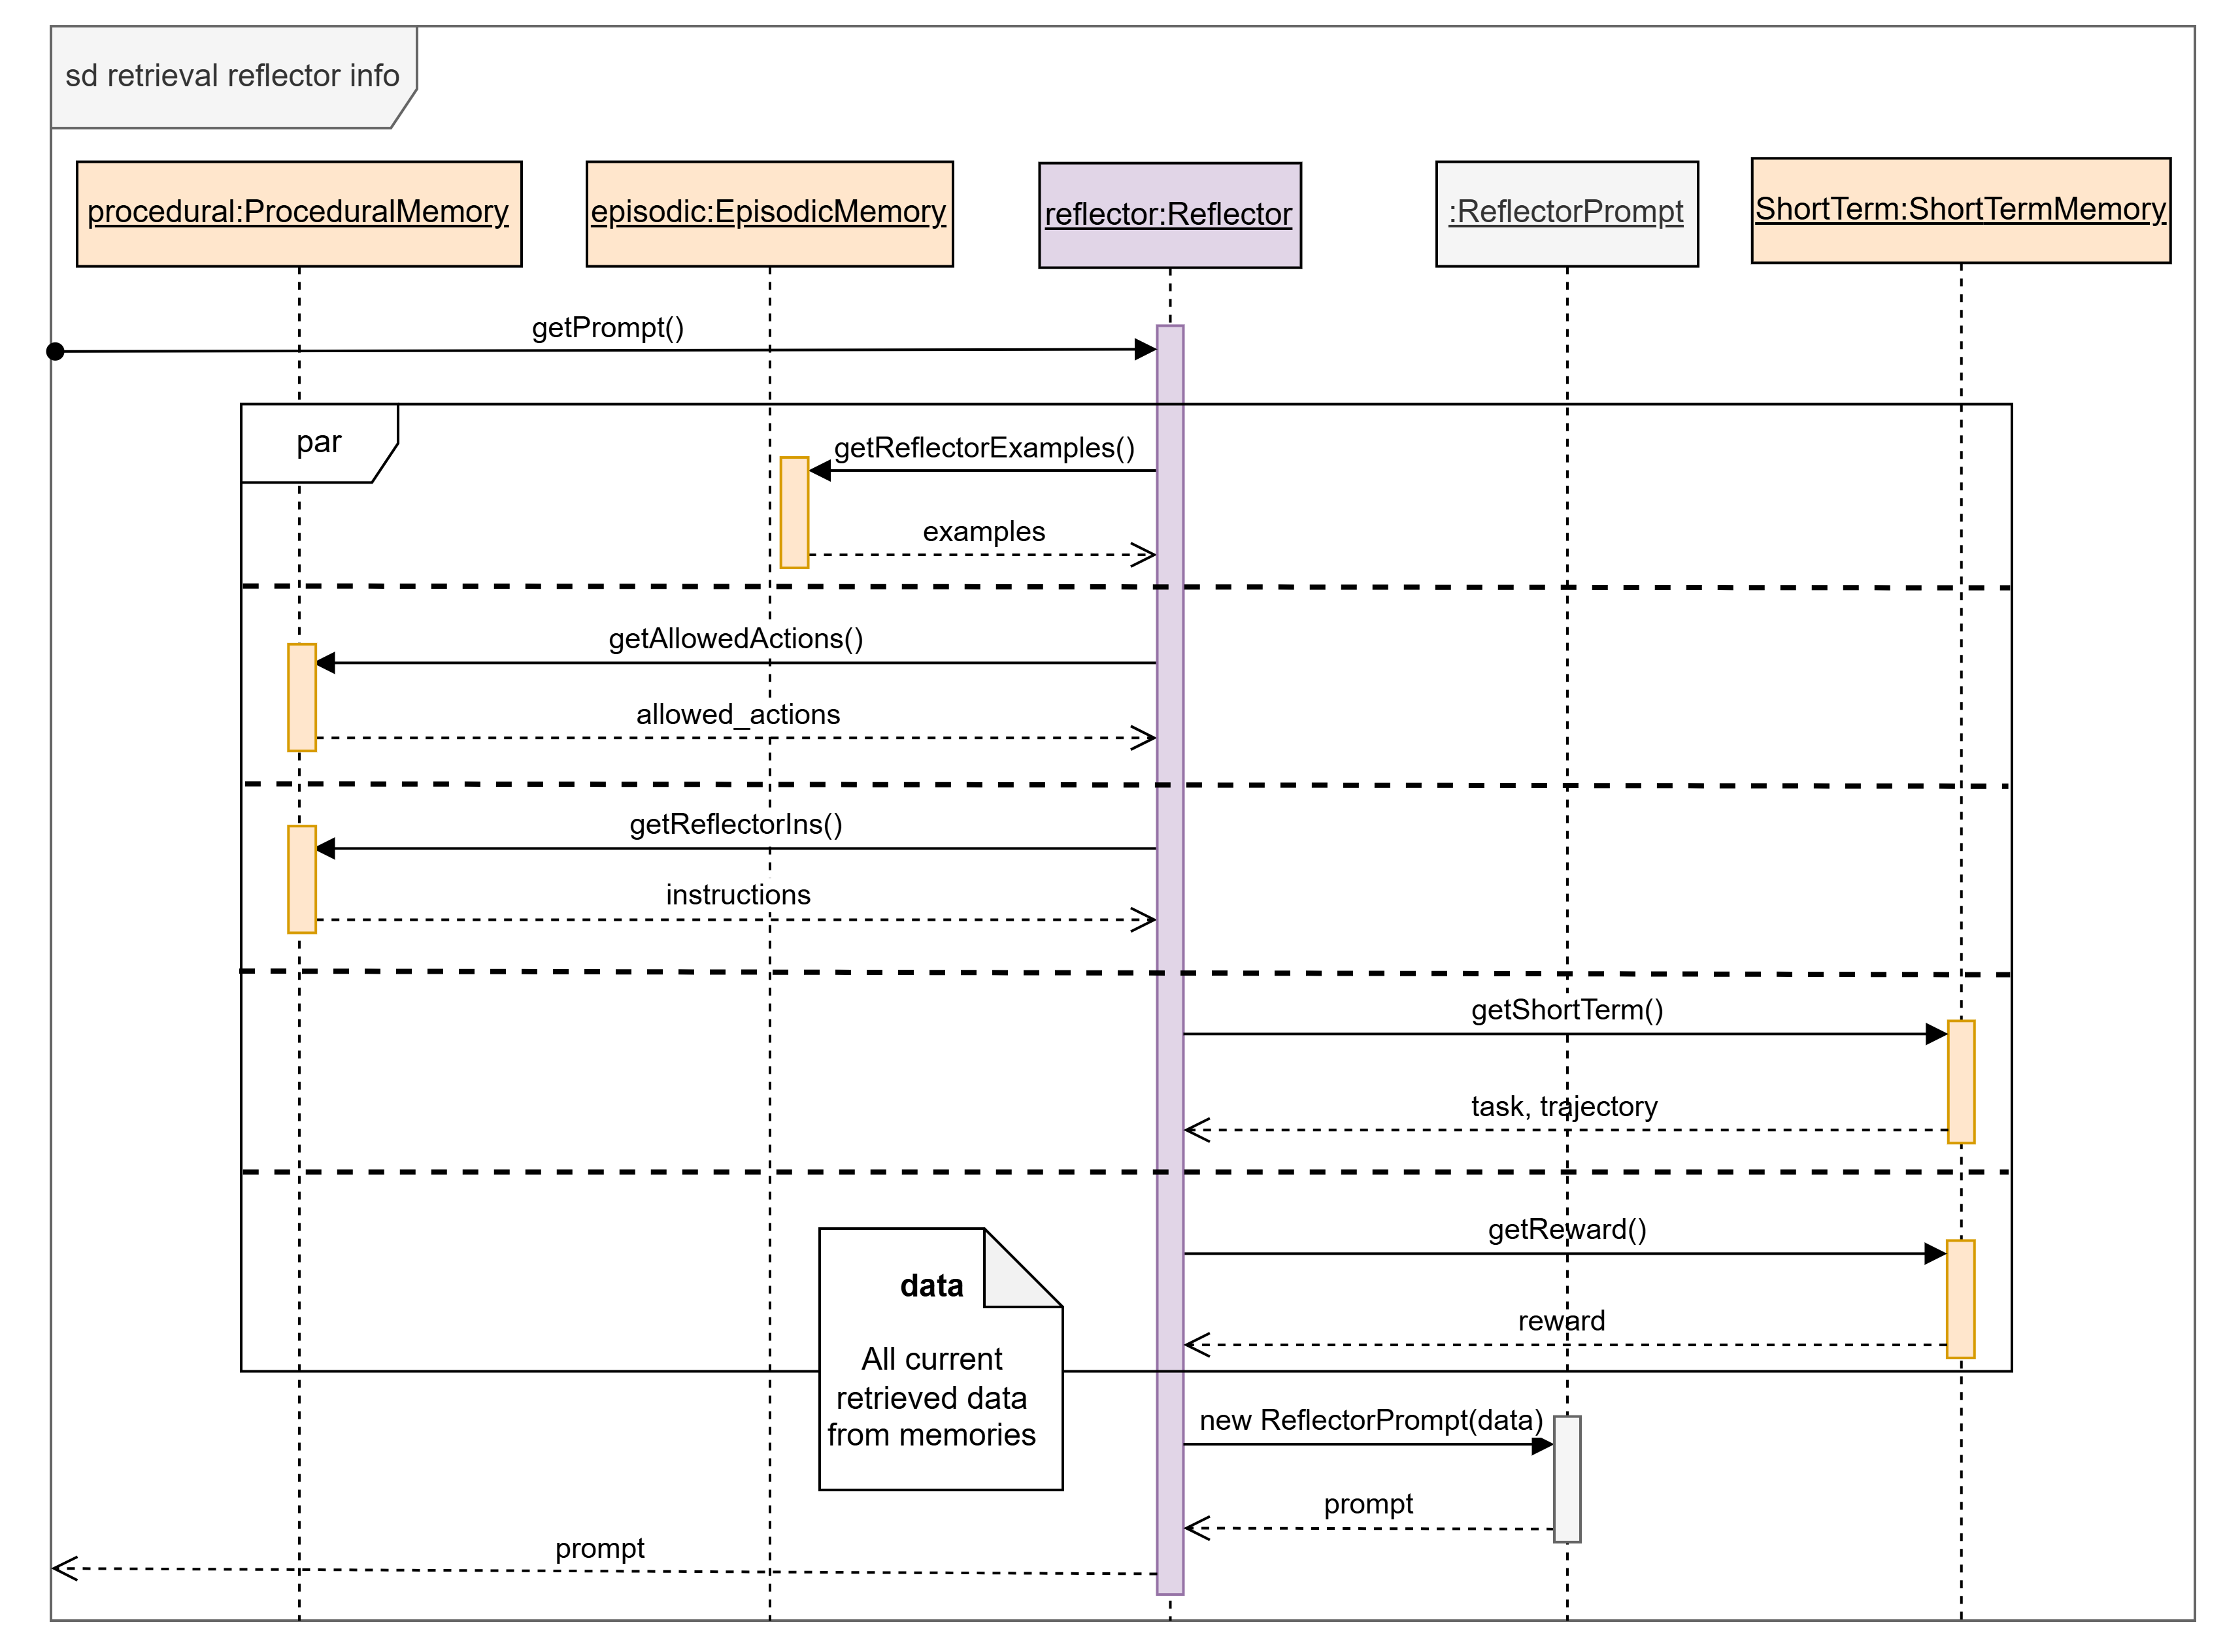 sd retrieval reflector info
procedural:ProceduralMemory
episodic:EpisodicMemory
reflector:Reflector
:ReflectorPrompt
ShortTerm:ShortTermMemory
getPrompt()
par
getReflectorExamples()
examples
getAllowedActions()
allowed_actions
getReflectorIns()
instructions
getShortTerm()
task, trajectory
getReward()
reward
data
All current
retrieved data
from memories
new ReflectorPrompt(data)
prompt
prompt